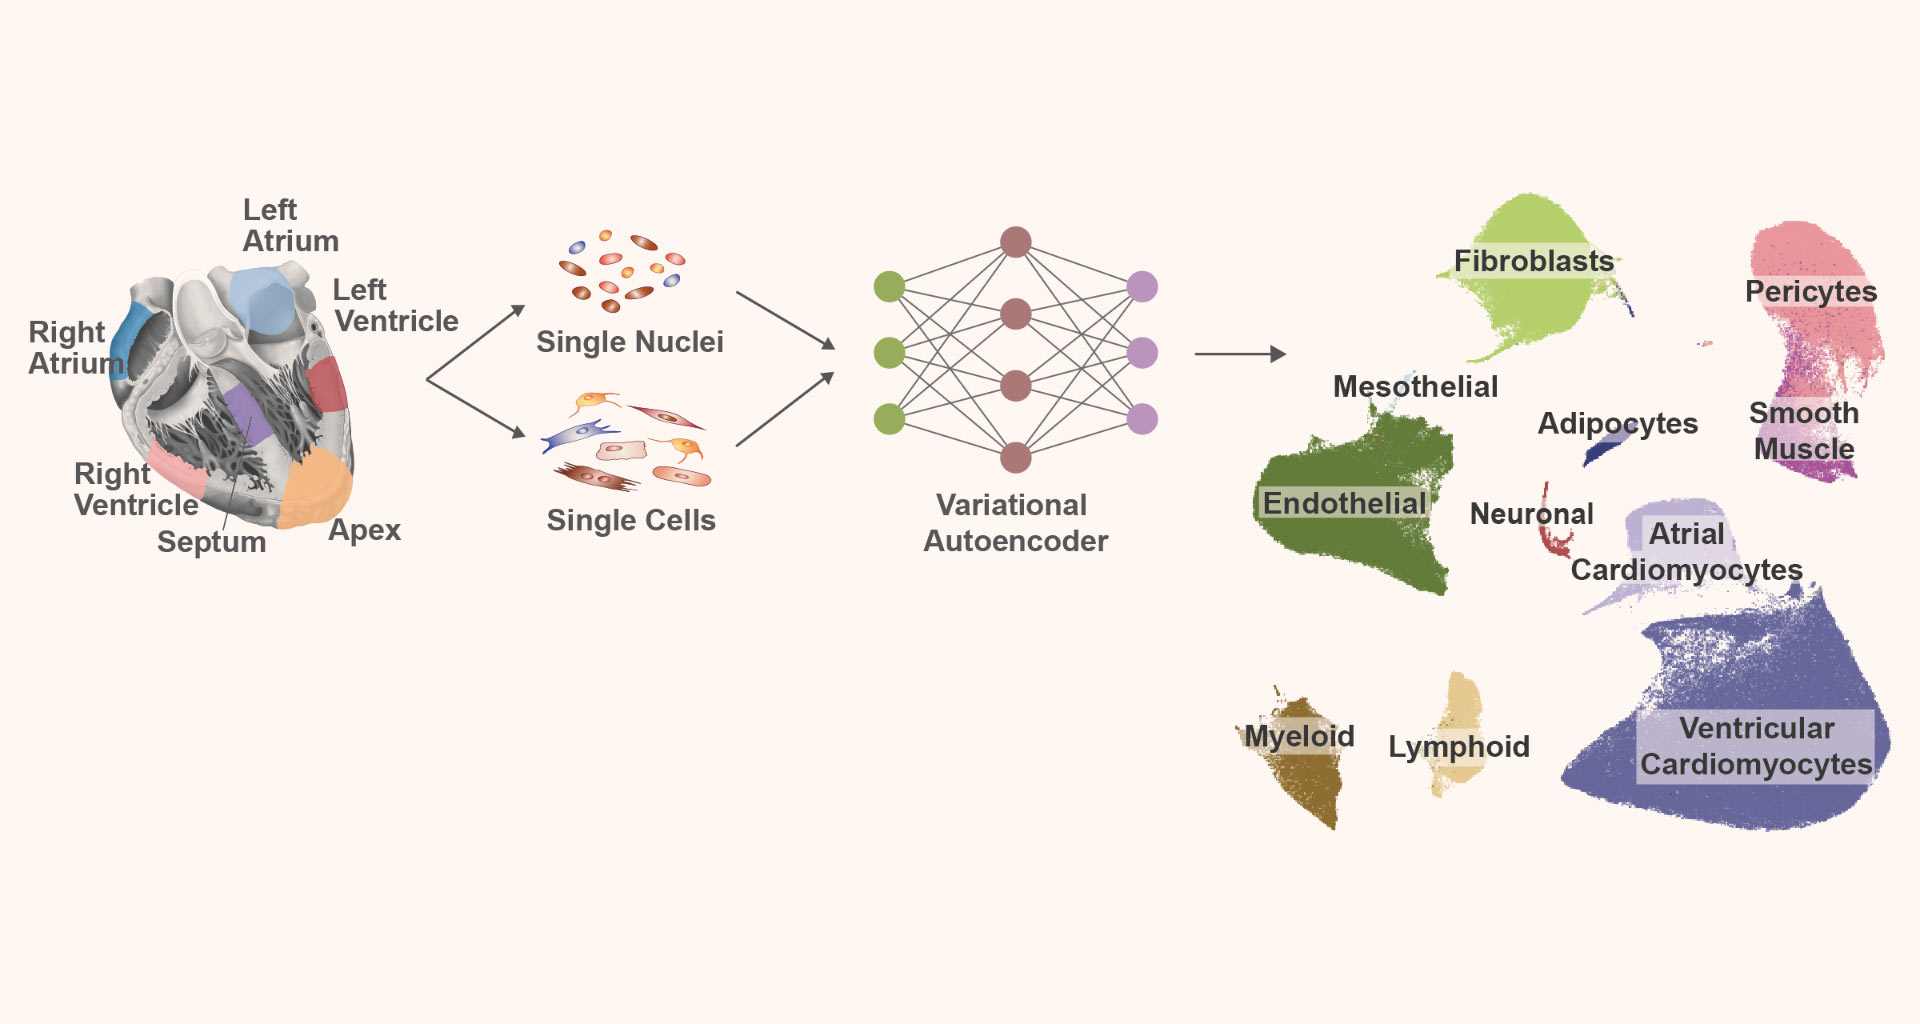 Left
Atrium
Left
Ventricle
Right
Atrium
Right
Ventricle
Septum
Apex
Single Nuclei
Single Cells
Variational
Autoencoder
Fibroblasts
Pericytes
Mesothelial
Adipocytes
Smooth
Muscle
Endothelial
Neuronal
Atrial
Cardiomyocytes
Myeloid
Lymphoid
Ventricular
Cardiomyocytes